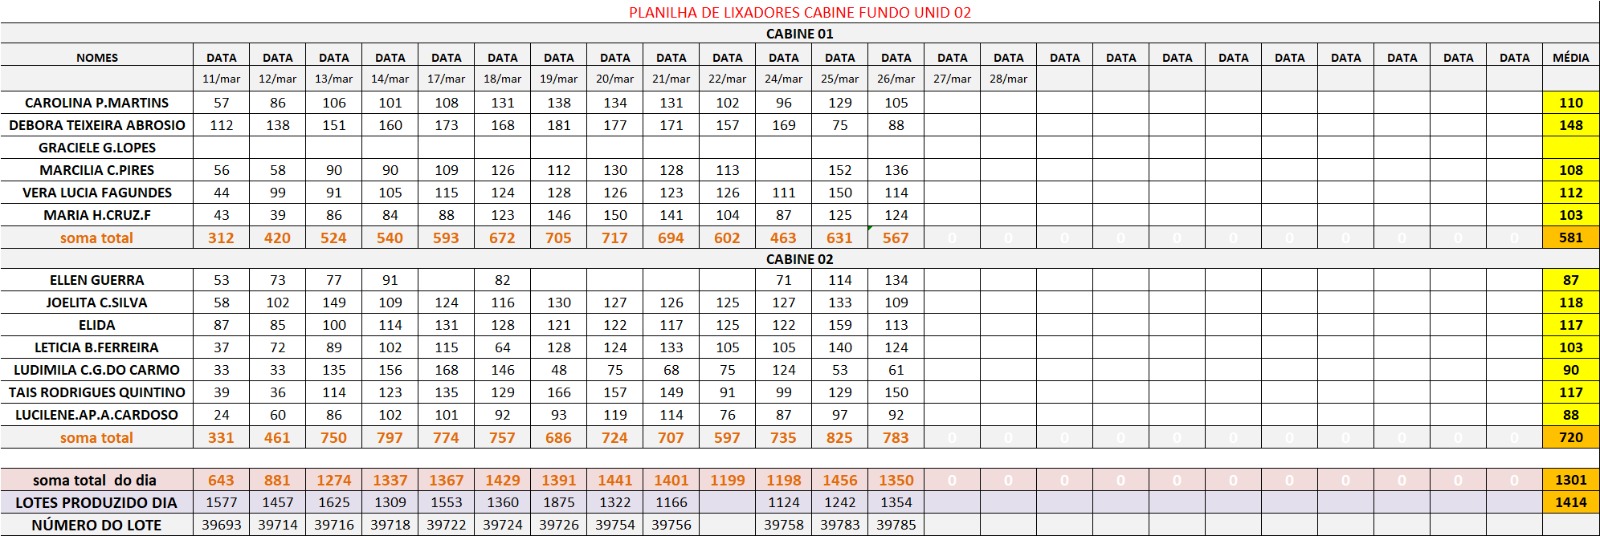 PLANILHA DE LIXADORES CABINE FUNDO UNID 02
CABINE 01
NOMES DATA DATA DATA DATA DATA DATA DATA DATA DATA DATA DATA DATA DATA DATA DATA DATA DATA DATA DATA DATA DATA DATA DATA DATA MÉDIA
11/mar 12/mar 13/mar 14/mar 17/mar 18/mar 19/mar 20/mar 21/mar 22/mar 24/mar 25/mar 26/mar 27/mar 28/mar
CAROLINA P.MARTINS 57 86 106 101 108 131 138 134 131 102 96 129 105 110
DEBORA TEIXEIRA ABROSIO 112 138 151 160 173 168 181 177 171 157 169 75 88 148
GRACIELE G.LOPES
MARCILIA C.PIRES 56 58 90 90 109 126 112 130 128 113 152 136 108
VERA LUCIA FAGUNDES 44 99 91 105 115 124 128 126 123 126 111 150 114 112
MARIA H.CRUZ.F 43 39 86 84 88 123 146 150 141 104 87 125 124 103
soma total 312 420 524 540 593 672 705 717 694 602 463 631 567 0 0 0 0 0 0 0 0 0 0 0 581
CABINE 02
ELLEN GUERRA 53 73 77 91 82 71 114 134 87
JOELITA C.SILVA 58 102 149 109 124 116 130 127 126 125 127 133 109 118
ELIDA 87 85 100 114 131 128 121 122 117 125 122 159 113 117
LETICIA B.FERREIRA 37 72 89 102 115 64 128 124 133 105 105 140 124 103
LUDIMILA C.G.DO CARMO 33 33 135 156 168 146 48 75 68 75 124 53 61 90
TAIS RODRIGUES QUINTINO 39 36 114 123 135 129 166 157 149 91 99 129 150 117
LUCILENE.AP.A.CARDOSO 24 60 86 102 101 92 93 119 114 76 87 97 92 88
soma total 331 461 750 797 774 757 686 724 707 597 735 825 783 0 0 0 0 0 0 0 0 0 0 0 720
soma total do dia 643 881 1274 1337 1367 1429 1391 1441 1401 1199 1198 1456 1350 0 0 0 0 0 0 0 0 0 0 0 1301
LOTES PRODUZIDO DIA 1577 1457 1625 1309 1553 1360 1875 1322 1166 1124 1242 1354 1414
NÚMERO DO LOTE 39693 39714 39716 39718 39722 39724 39726 39754 39756 39758 39783 39785